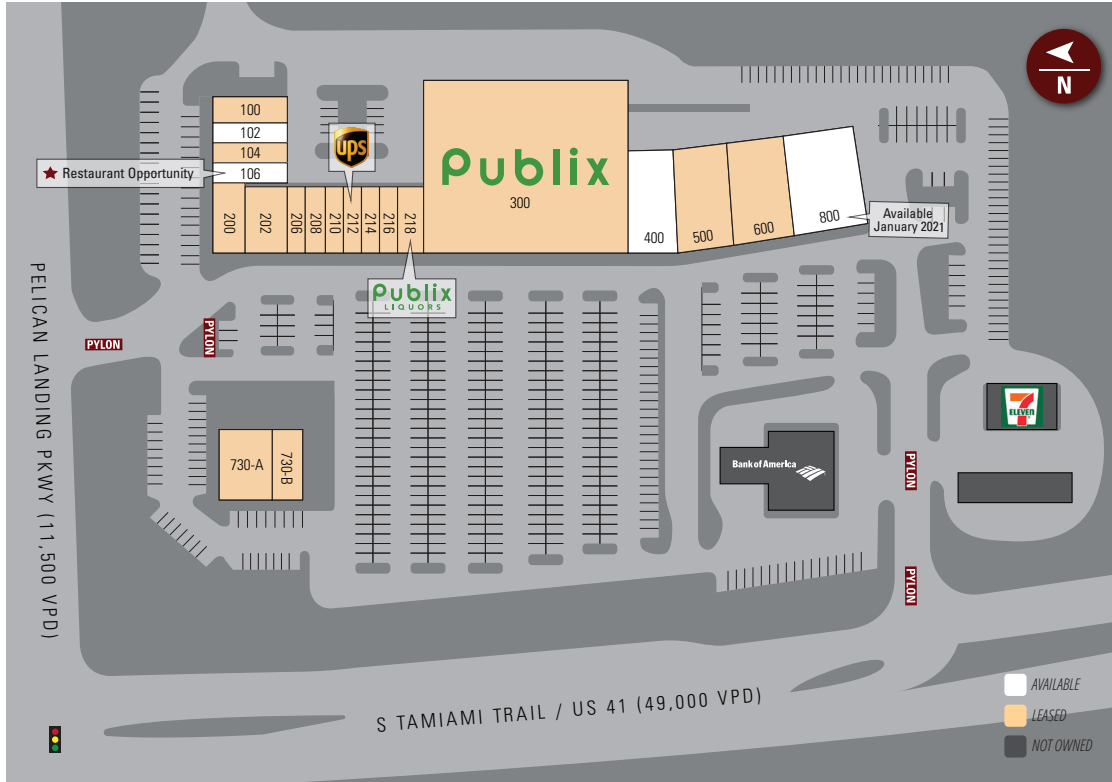 N
100
102
104
106
★ Restaurant Opportunity
ups
Publix
300
200
202
206
208
210
212
214
216
218
400
500
600
800
Available
January 2021
Publix
LIQUORS
PYLON
PYLON
PELICAN LANDING PKWY (11,500 VPD)
730-A
730-B
Bank of America
7
ELEVEN
PYLON
PYLON
S TAMIAMI TRAIL / US 41 (49,000 VPD)
AVAILABLE
LEASED
NOT OWNED